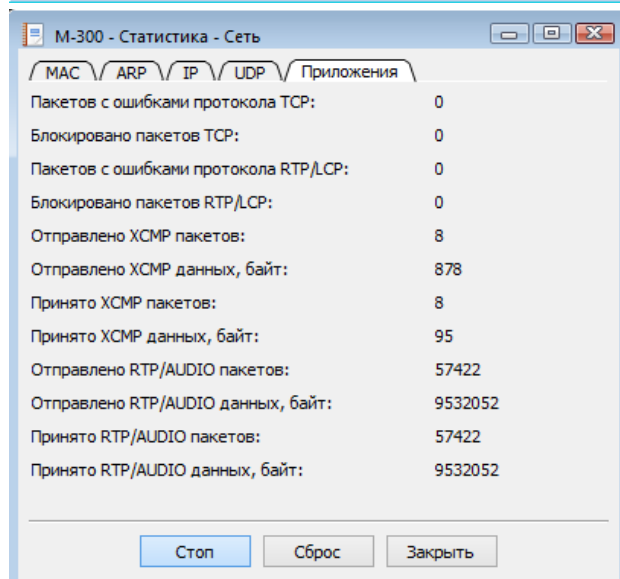 М-300 - Статистика - Сеть
MAC ARP IP UDP Приложения
Пакетов с ошибками протокола TCP: 0
Блокировано пакетов TCP: 0
Пакетов с ошибками протокола RTP/LCP: 0
Блокировано пакетов RTP/LCP: 0
Отправлено XCMP пакетов: 8
Отправлено XCMP данных, байт: 878
Принято XCMP пакетов: 8
Принято XCMP данных, байт: 95
Отправлено RTP/AUDIO пакетов: 57422
Отправлено RTP/AUDIO данных, байт: 9532052
Принято RTP/AUDIO пакетов: 57422
Принято RTP/AUDIO данных, байт: 9532052
Стоп Сброс Закрыть